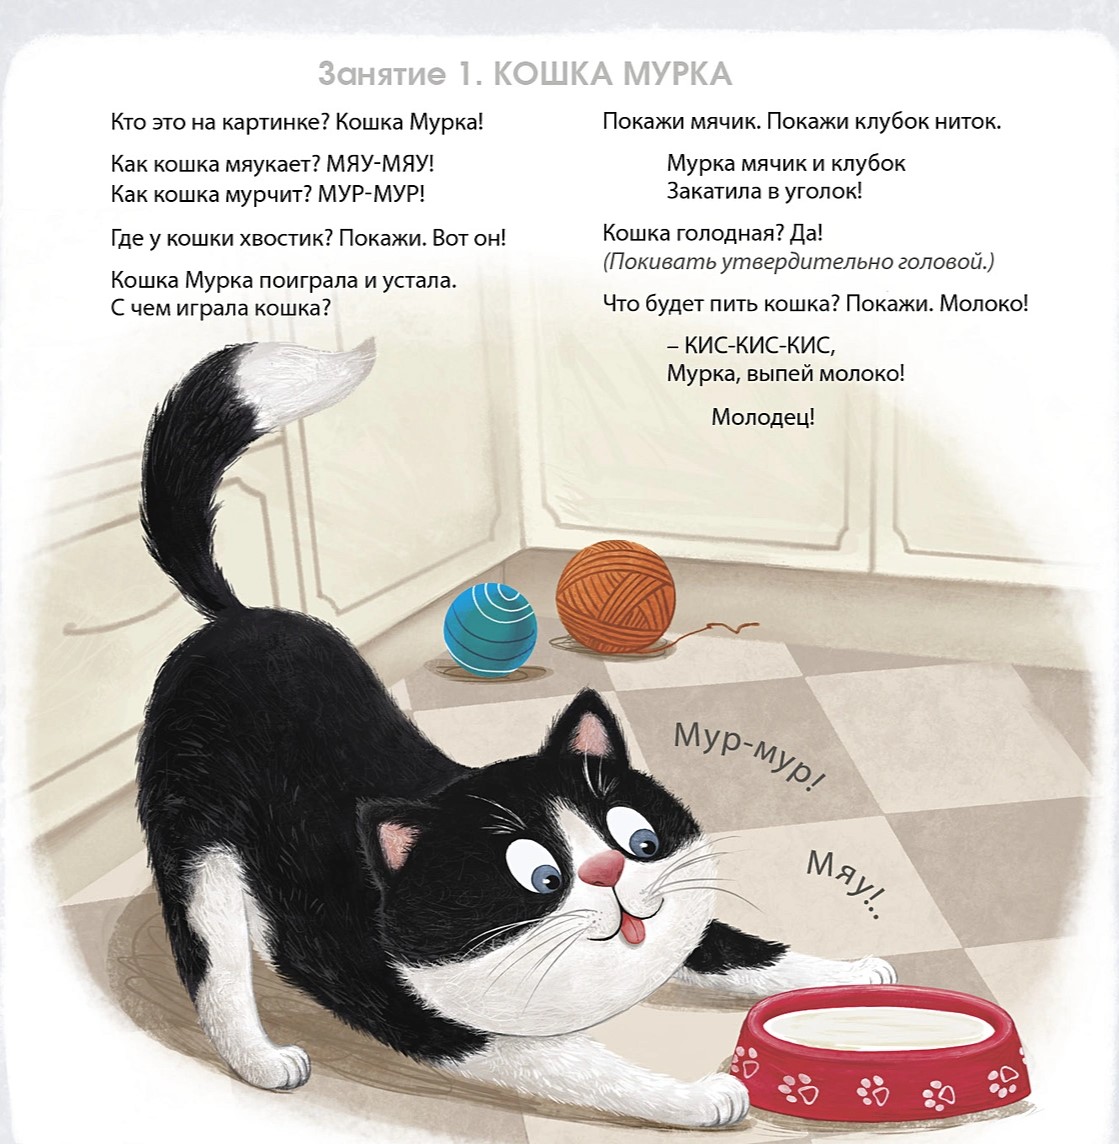 Занятие 1. КОШКА МУРКА
Кто это на картинке? Кошка Мурка!
Как кошка мяукает? МЯУ-МЯУ!
Как кошка мурчит? МУР-МУР!
Где у кошки хвостик? Покажи. Вот он!
Кошка Мурка поиграла и устала.
С чем играла кошка?
Покажи мячик. Покажи клубок ниток.
Мурка мячик и клубок
Закатила в уголок!
Кошка голодная? Да!
(Покивать утвердительно головой.)
Что будет пить кошка? Покажи. Молоко!
– КИС-КИС-КИС,
Мурка, выпей молоко!
Молодец!
Мур-мур!
Мяу!..